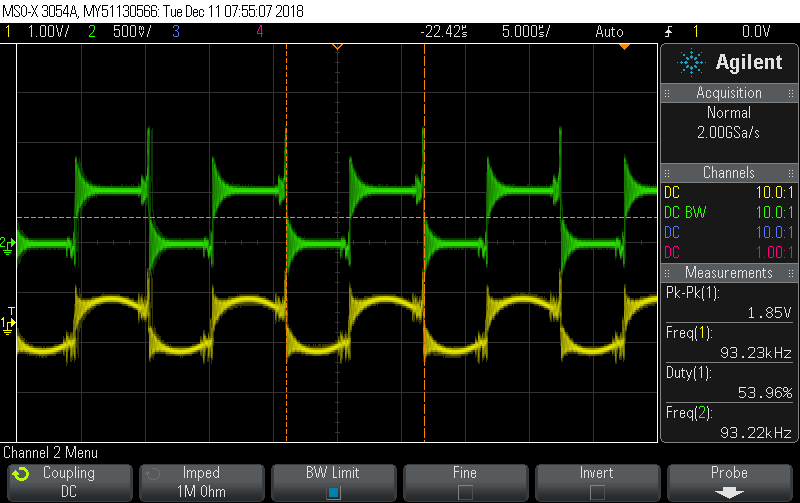 MSO-X 3054A, MY51130566: Tue Dec 11 07:55:07 2018
1 1.00V/ 2 500mV/ 3 4 -22.42s 5.000s/ Auto 1 0.0V
Agilent
Acquisition
Normal
2.00GSa/s
Channels
DC 10.0:1
DC BW 10.0:1
DC 10.0:1
DC 1.00:1
Measurements
Pk-Pk(1):
1.85V
Freq(1):
93.23kHz
Duty(1):
53.96%
Freq(2):
93.22kHz
2
T
1
Channel 2 Menu
Coupling
DC
Imped
1M Ohm
BW Limit
Fine
Invert
Probe